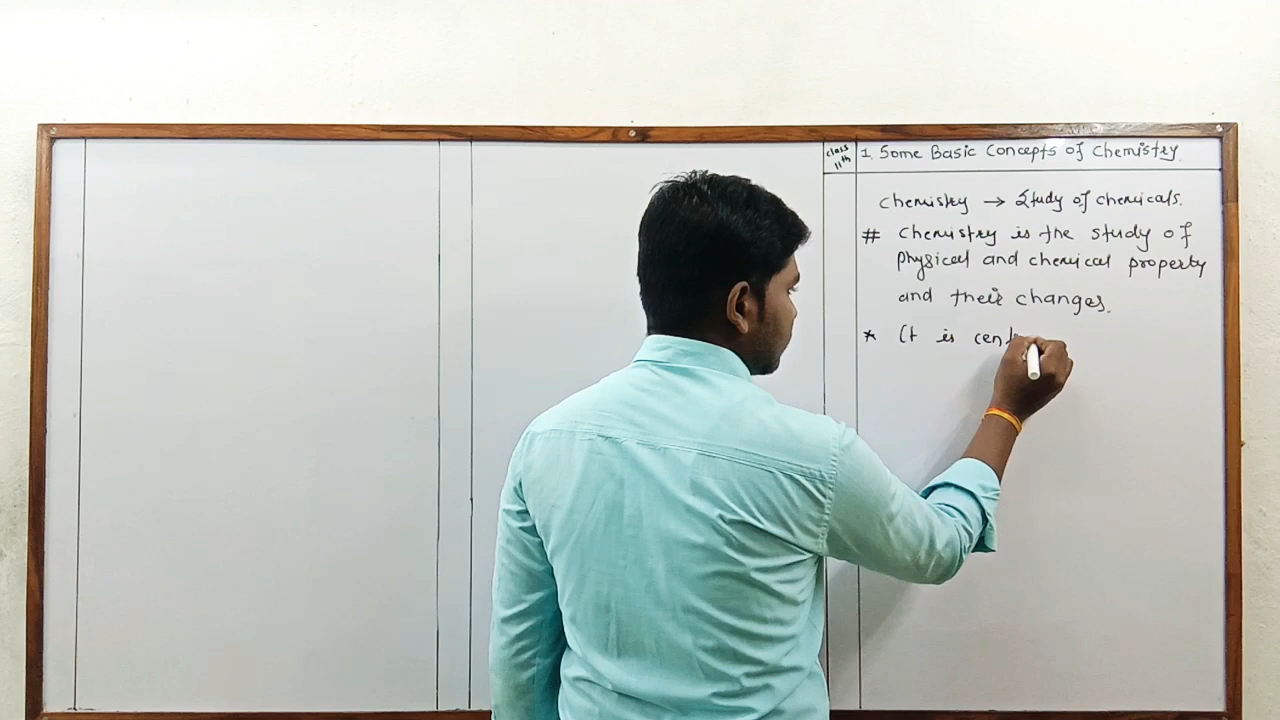 class 11th
1. Some Basic Concepts of Chemistry.
Chemistry → Study of chemicals.
# Chemistry is the study of
physical and chemical property
and their changes.
* It is cent